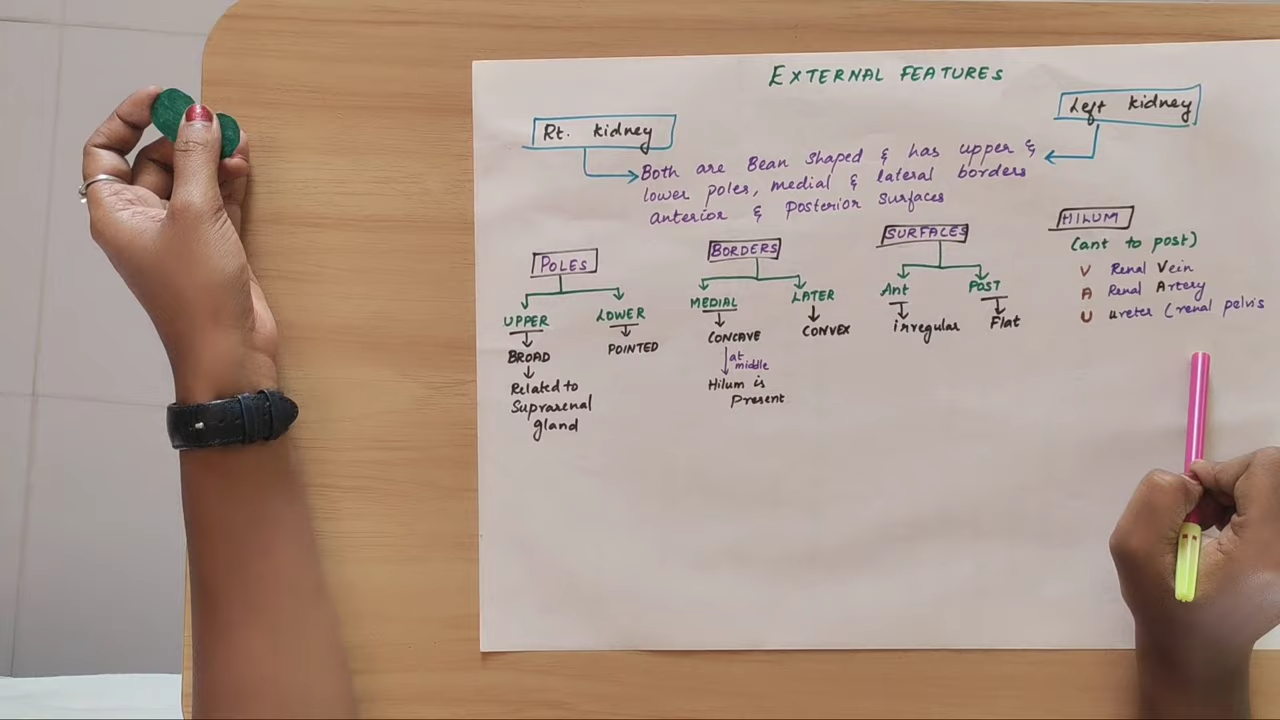 EXTERNAL FEATURES
Rt. kidney
Left kidney
Both are Bean shaped & has upper &
lower poles, medial & lateral borders
anterior & Posterior surfaces
POLES
UPPER
LOWER
BROAD
POINTED
Related to
Suprarenal
gland
BORDERS
MEDIAL
LATER
CONCAVE
CONVEX
at
middle
Hilum is
Present
SURFACES
Ant
POST
irregular
Flat
HILUM
(ant to post)
V Renal Vein
A Renal Artery
U ureter (renal pelvis